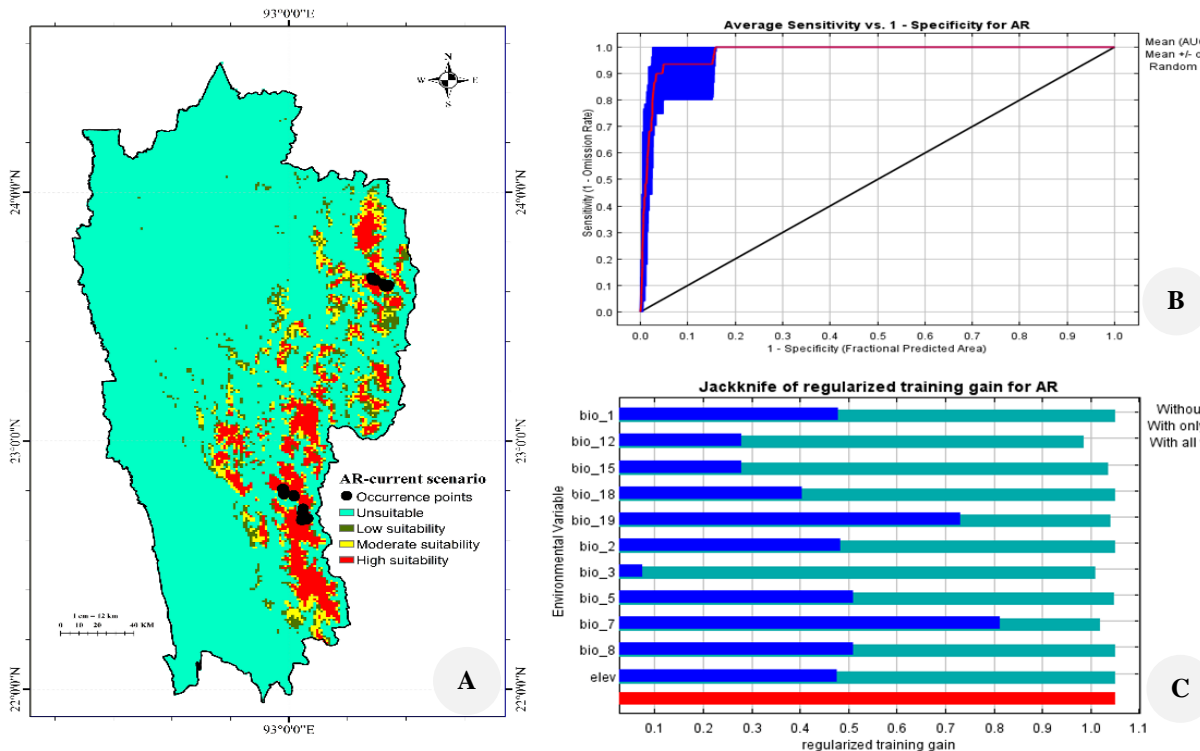 93°0'0"E
N
W E
S
24°0'0"N
24°0'0"N
23°0'0"N
23°0'0"N
22°0'0"N
22°0'0"N
AR-current scenario
Occurrence points
Unsuitable
Low suitability
Moderate suitability
High suitability
1 cm = 12 km
0 40 KM
A
93°0'0"E
Average Sensitivity vs. 1 - Specificity for AR
Mean (AU
Mean +/- o
Random
Sensitivity (1 - Omission Rate)
1.0
0.9
0.8
0.7
0.6
0.5
0.4
0.3
0.2
0.1
0.0
0.0 0.1 0.2 0.3 0.4 0.5 0.6 0.7 0.8 0.9 1.0
1 - Specificity (Fractional Predicted Area)
B
Jackknife of regularized training gain for AR
Withou
With only
With all
Environmental Variable
bio_1
bio_12
bio_15
bio_18
bio_19
bio_2
bio_3
bio_5
bio_7
bio_8
elev
0.1 0.2 0.3 0.4 0.5 0.6 0.7 0.8 0.9 1.0 1.1
regularized training gain
C